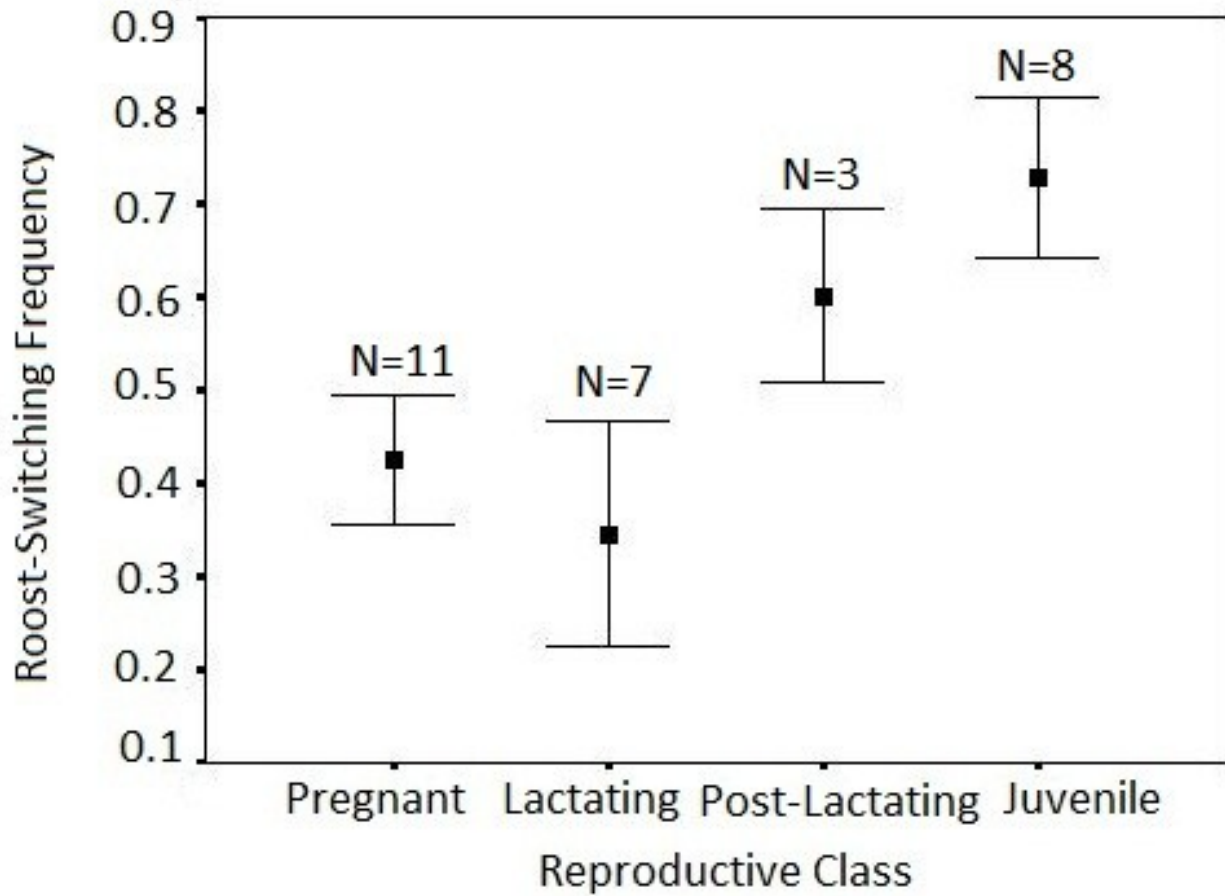 0.9
N=8
0.8
N=3
0.7
0.6
N=11
N=7
0.5
0.4
0.3
0.2
0.1
Roost-Switching Frequency
Pregnant Lactating Post-Lactating Juvenile
Reproductive Class